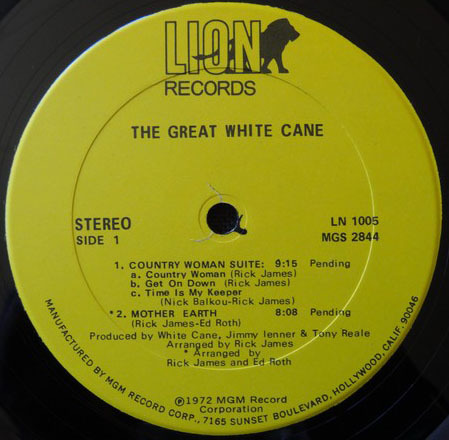 LION
RECORDS
THE GREAT WHITE CANE
STEREO
SIDE 1
LN 1005
MGS 2844
1. COUNTRY WOMAN SUITE: 9:15 Pending
a. Country Woman (Rick James)
b. Get On Down (Rick James)
c. Time Is My Keeper
(Nick Balkou-Rick James)
*2. MOTHER EARTH 8:08 Pending
(Rick James-Ed Roth)
Produced by White Cane, Jimmy Ienner & Tony Reale
Arranged by Rick James
* Arranged by
Rick James and Ed Roth
℗1972 MGM Record
Corporation
MANUFACTURED BY MGM RECORD CORP., 7165 SUNSET BOULEVARD, HOLLYWOOD, CALIF. 90046